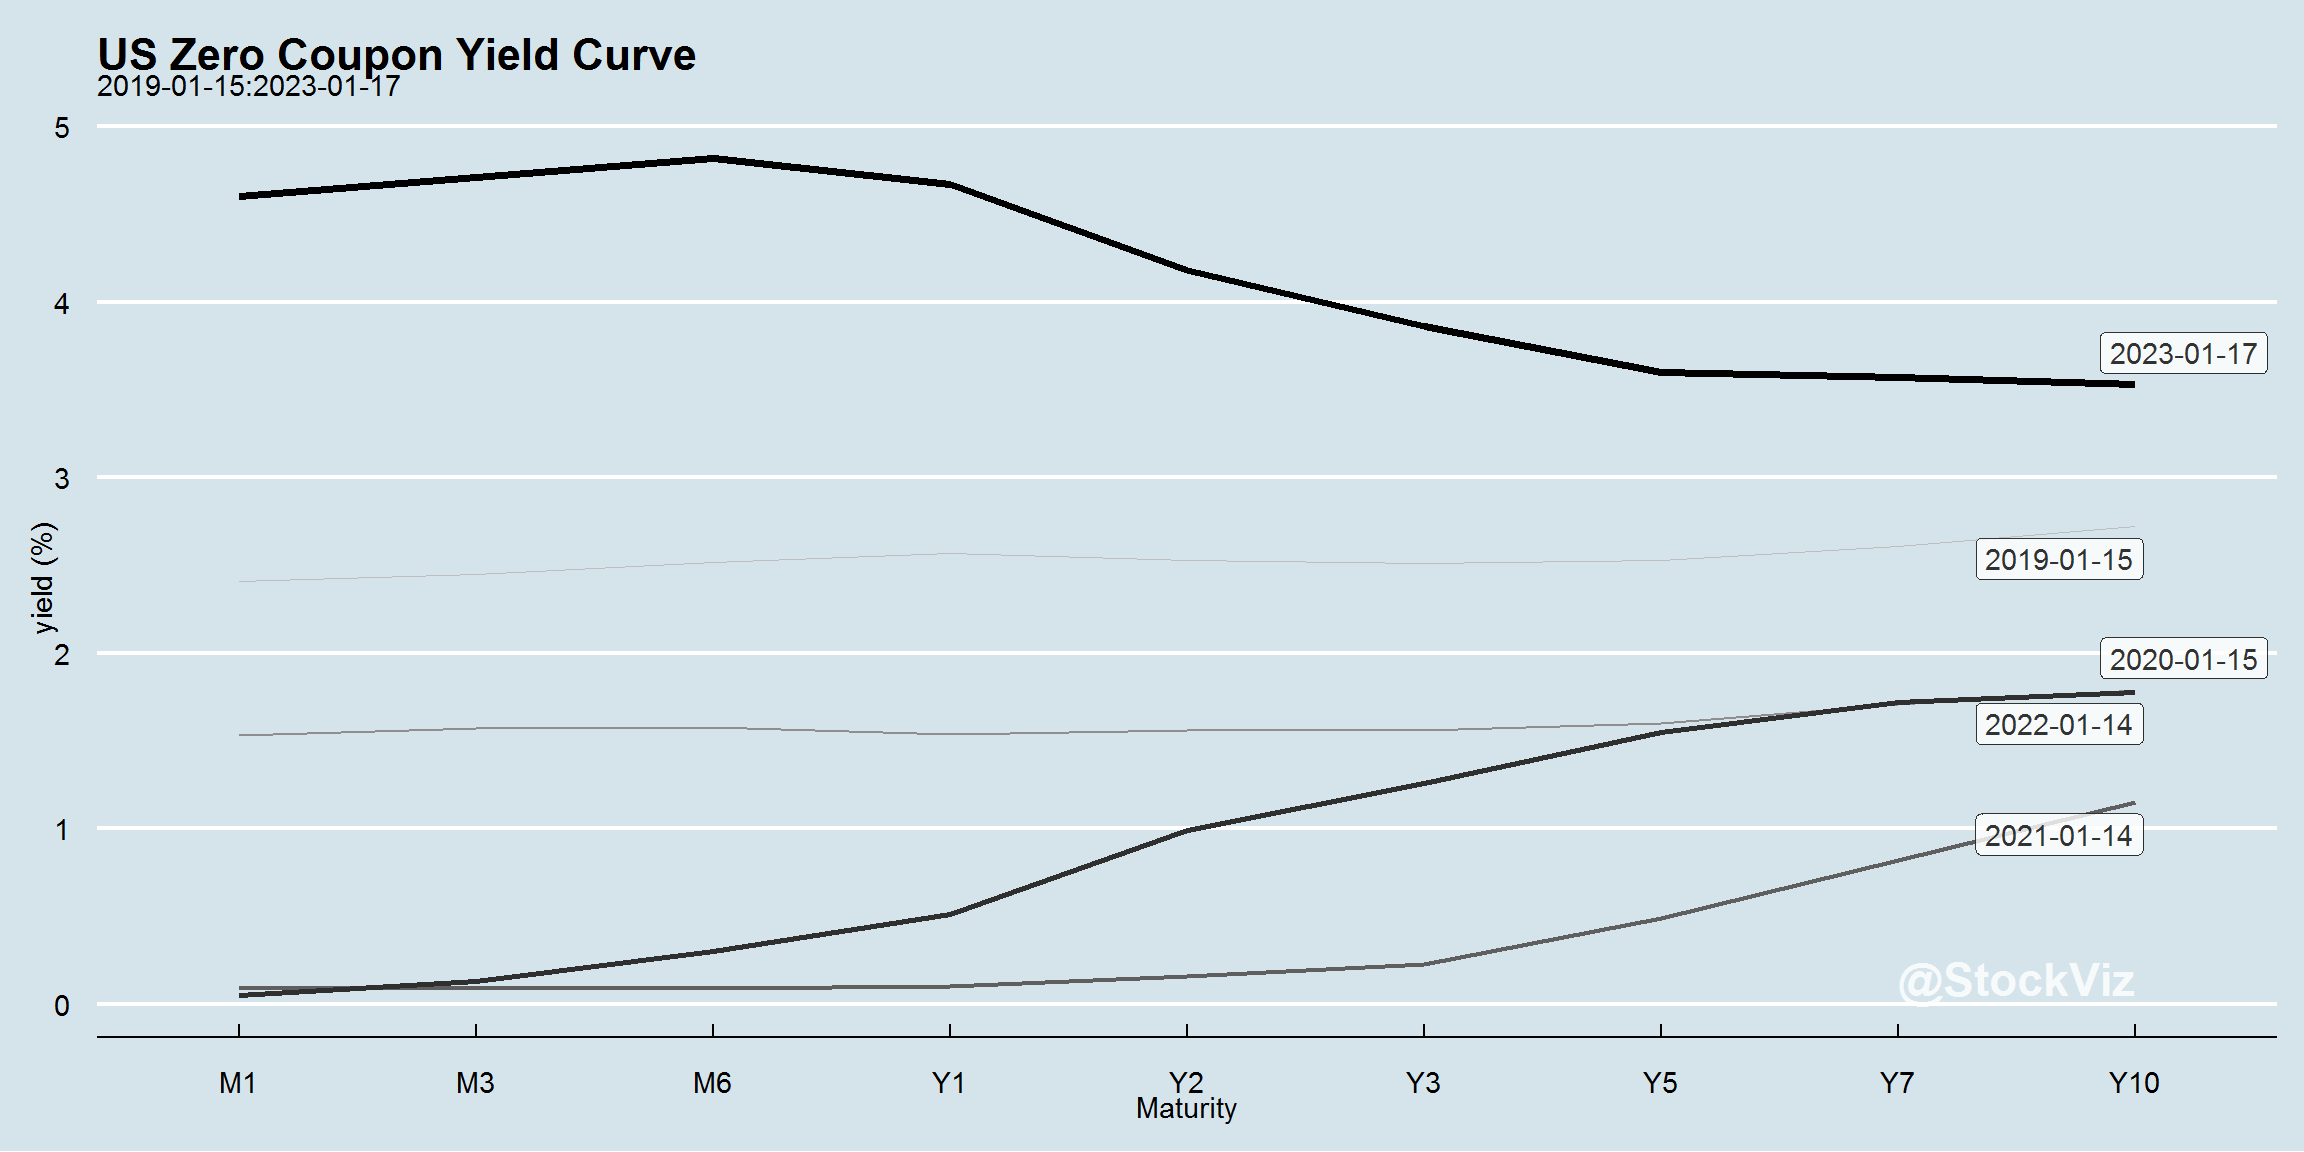 US Zero Coupon Yield Curve
2019-01-15:2023-01-17
5
4
3
2
1
0
yield (%)
2023-01-17
2019-01-15
2020-01-15
2022-01-14
2021-01-14
@StockViz
M1 M3 M6 Y1 Y2 Y3 Y5 Y7 Y10
Maturity